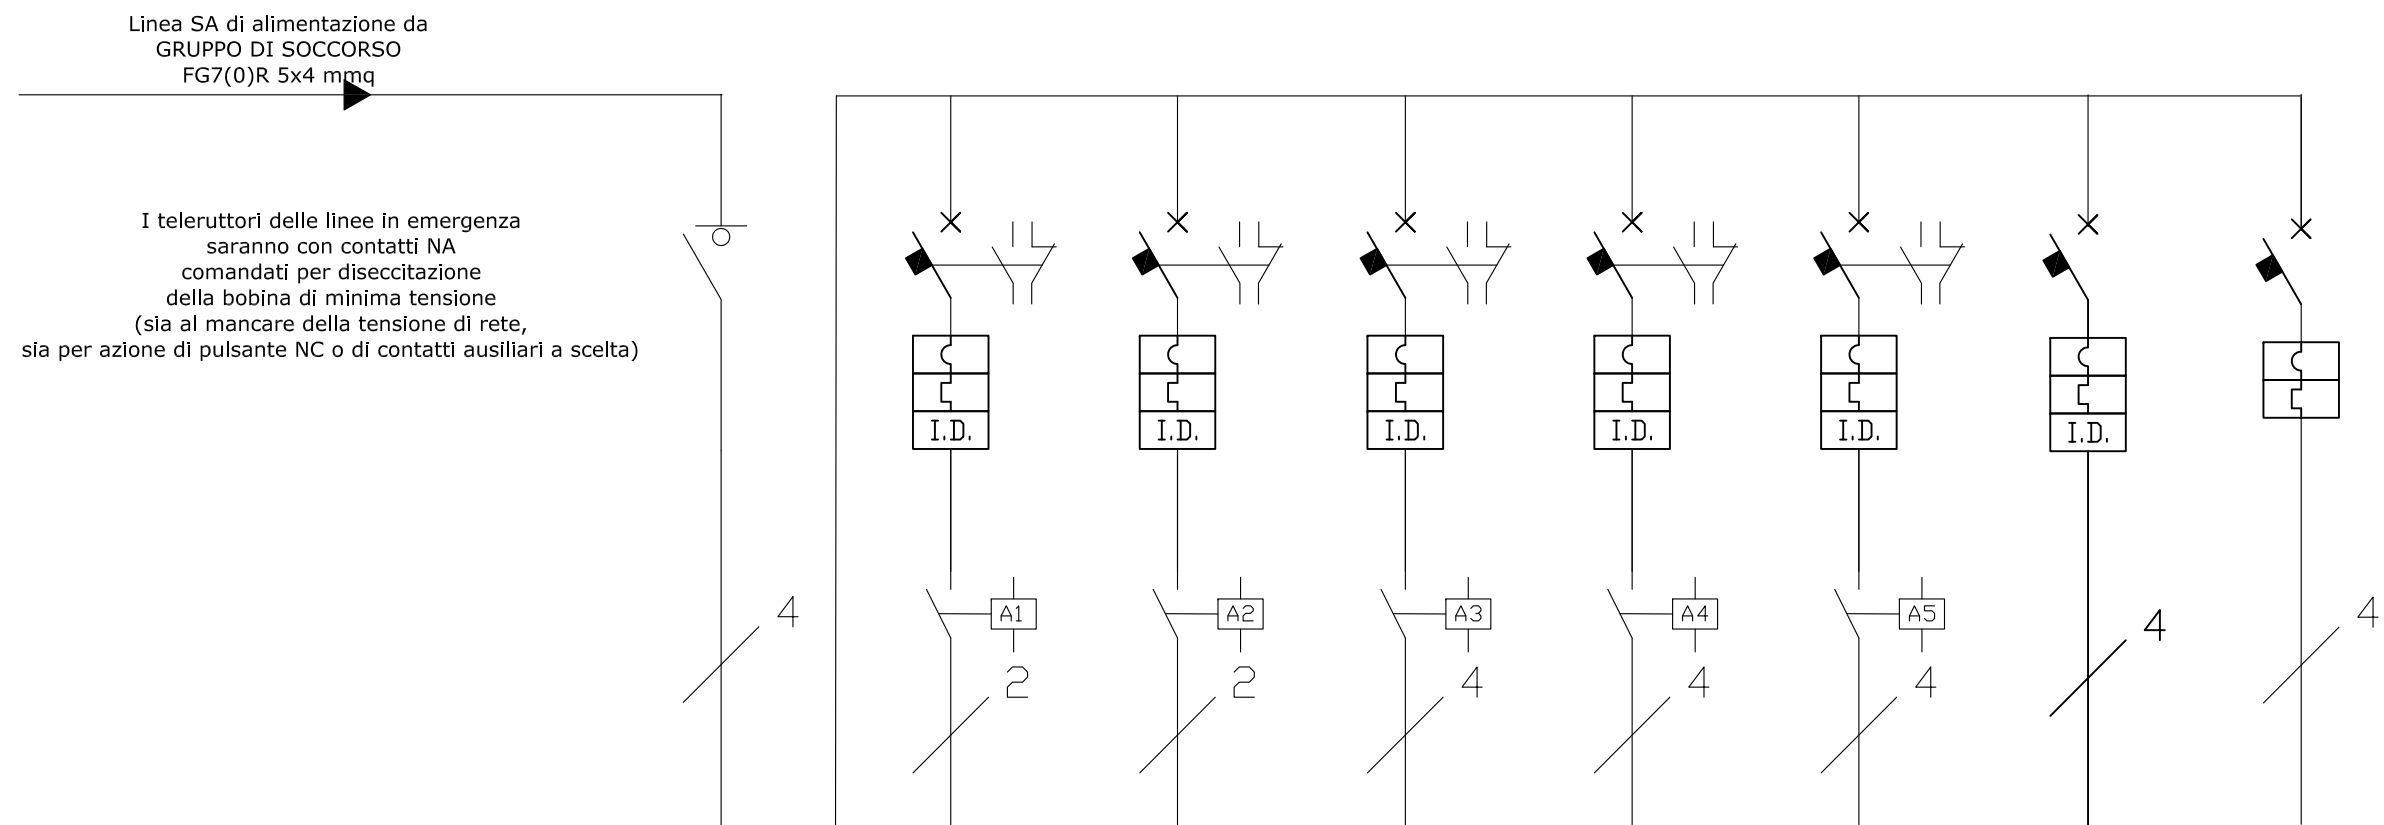 Linea SA di alimentazione da
GRUPPO DI SOCCORSO
FG7(0)R 5x4 mmq
I teleruttori delle linee in emergenza
saranno con contatti NA
comandati per diseccitazione
della bobina di minima tensione
(sia al mancare della tensione di rete,
sia per azione di pulsante NC o di contatti ausiliari a scelta)
I.D. I.D. I.D. I.D. I.D. I.D.
4 A1 A2 A3 A4 A5 4 4
2 2 4 4 4